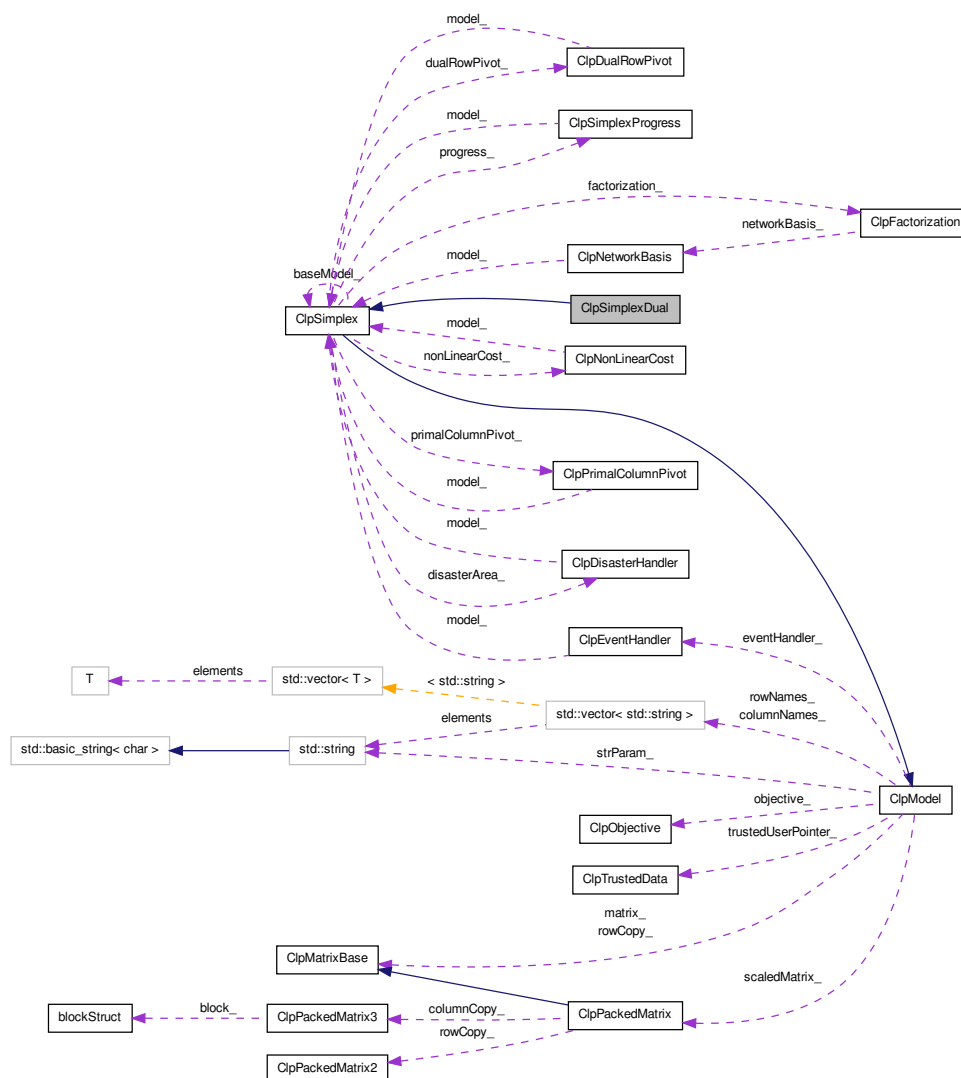 model_
ClpDualRowPivot
dualRowPivot_
model_
ClpSimplexProgress
progress_
factorization_
ClpFactorization
networkBasis_
model_
ClpNetworkBasis
baseModel_
ClpSimplexDual
ClpSimplex
model_
nonLinearCost_
ClpNonLinearCost
primalColumnPivot_
ClpPrimalColumnPivot
model_
model_
ClpDisasterHandler
disasterArea_
model_
ClpEventHandler
eventHandler_
elements
T
std::vector< T >
< std::string >
rowNames_
columnNames_
std::vector< std::string >
elements
std::basic_string< char >
std::string
strParam_
ClpModel
objective_
ClpObjective
trustedUserPointer_
ClpTrustedData
matrix_
rowCopy_
ClpMatrixBase
scaledMatrix_
block_
columnCopy_
ClpPackedMatrix
blockStruct
ClpPackedMatrix3
rowCopy_
ClpPackedMatrix2